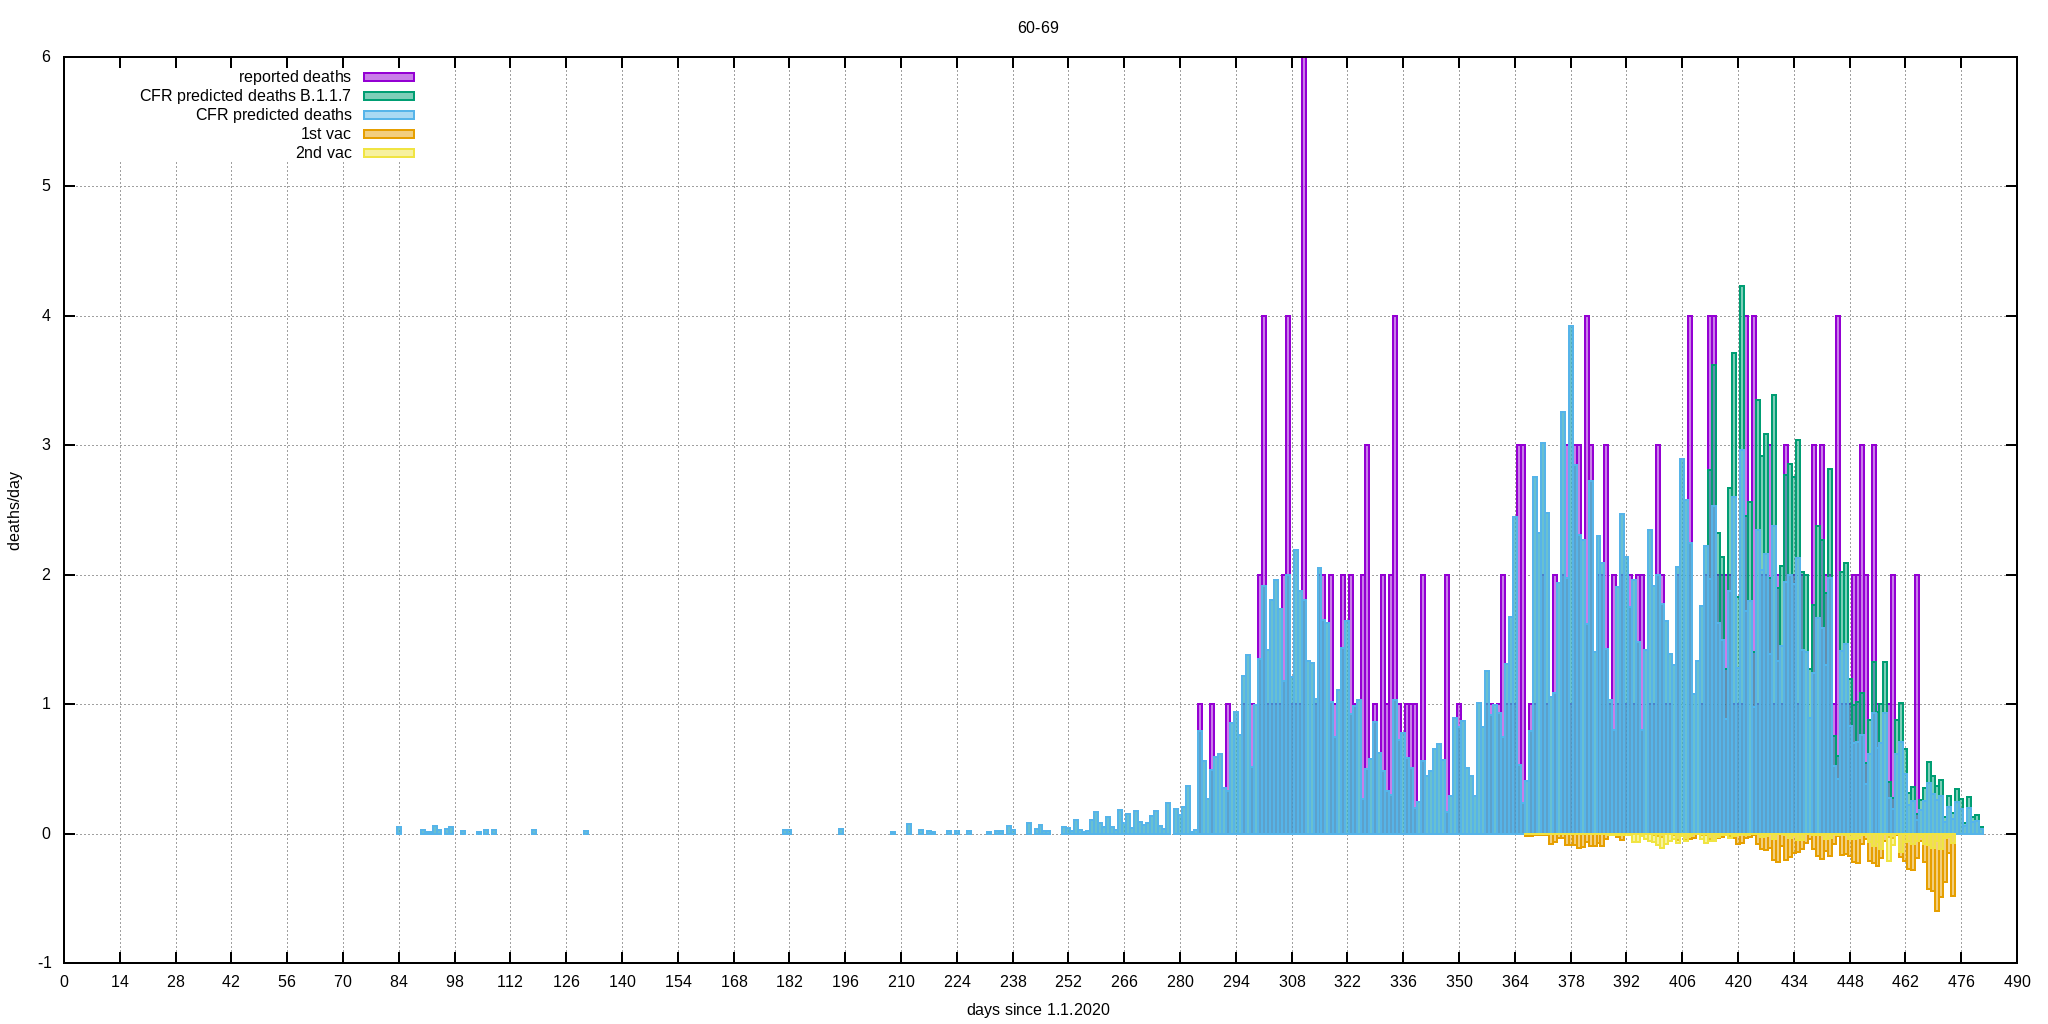 60-69
reported deaths
CFR predicted deaths B.1.1.7
CFR predicted deaths
1st vac
2nd vac
6
5
4
3
2
1
0
-1
deaths/day
0 14 28 42 56 70 84 98 112 126 140 154 168 182 196 210 224 238 252 266 280 294 308 322 336 350 364 378 392 406 420 434 448 462 476 490
days since 1.1.2020